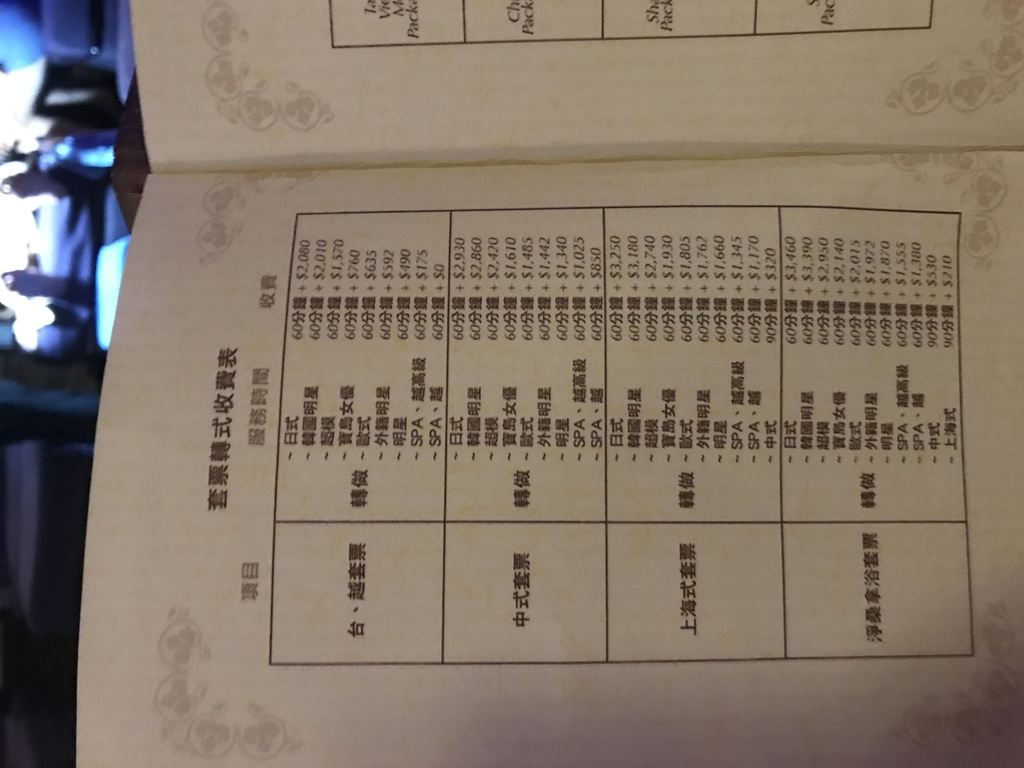 套票轉式收費表
項目 服務時間 收費
台、越套票 轉做
~ 日式 60分鐘 + $2,080
~ 韓國明星 60分鐘 + $2,010
~ 超模 60分鐘 + $1,570
~ 寶島女優 60分鐘 + $760
~ 歐式 60分鐘 + $635
~ 外籍明星 60分鐘 + $592
~ 明星 60分鐘 + $490
~ SPA、越高級 60分鐘 + $175
~ SPA、越 60分鐘 + $0
中式套票 轉做
~ 日式 60分鐘 + $2,930
~ 韓國明星 60分鐘 + $2,860
~ 超模 60分鐘 + $2,420
~ 寶島女優 60分鐘 + $1,610
~ 歐式 60分鐘 + $1,485
~ 外籍明星 60分鐘 + $1,442
~ 明星 60分鐘 + $1,340
~ SPA、越高級 60分鐘 + $1,025
~ SPA、越 60分鐘 + $850
上海式套票 轉做
~ 日式 60分鐘 + $3,250
~ 韓國明星 60分鐘 + $3,180
~ 超模 60分鐘 + $2,740
~ 寶島女優 60分鐘 + $1,930
~ 歐式 60分鐘 + $1,805
~ 外籍明星 60分鐘 + $1,762
~ 明星 60分鐘 + $1,660
~ SPA、越高級 60分鐘 + $1,345
~ SPA、越 60分鐘 + $1,170
~ 中式 90分鐘 + $320
淨桑拿浴套票 轉做
~ 日式 60分鐘 + $3,460
~ 韓國明星 60分鐘 + $3,390
~ 超模 60分鐘 + $2,950
~ 寶島女優 60分鐘 + $2,140
~ 歐式 60分鐘 + $2,015
~ 外籍明星 60分鐘 + $1,972
~ 明星 60分鐘 + $1,870
~ SPA、越高級 60分鐘 + $1,555
~ SPA、越 60分鐘 + $1,380
~ 中式 90分鐘 + $530
~ 上海式 90分鐘 + $210